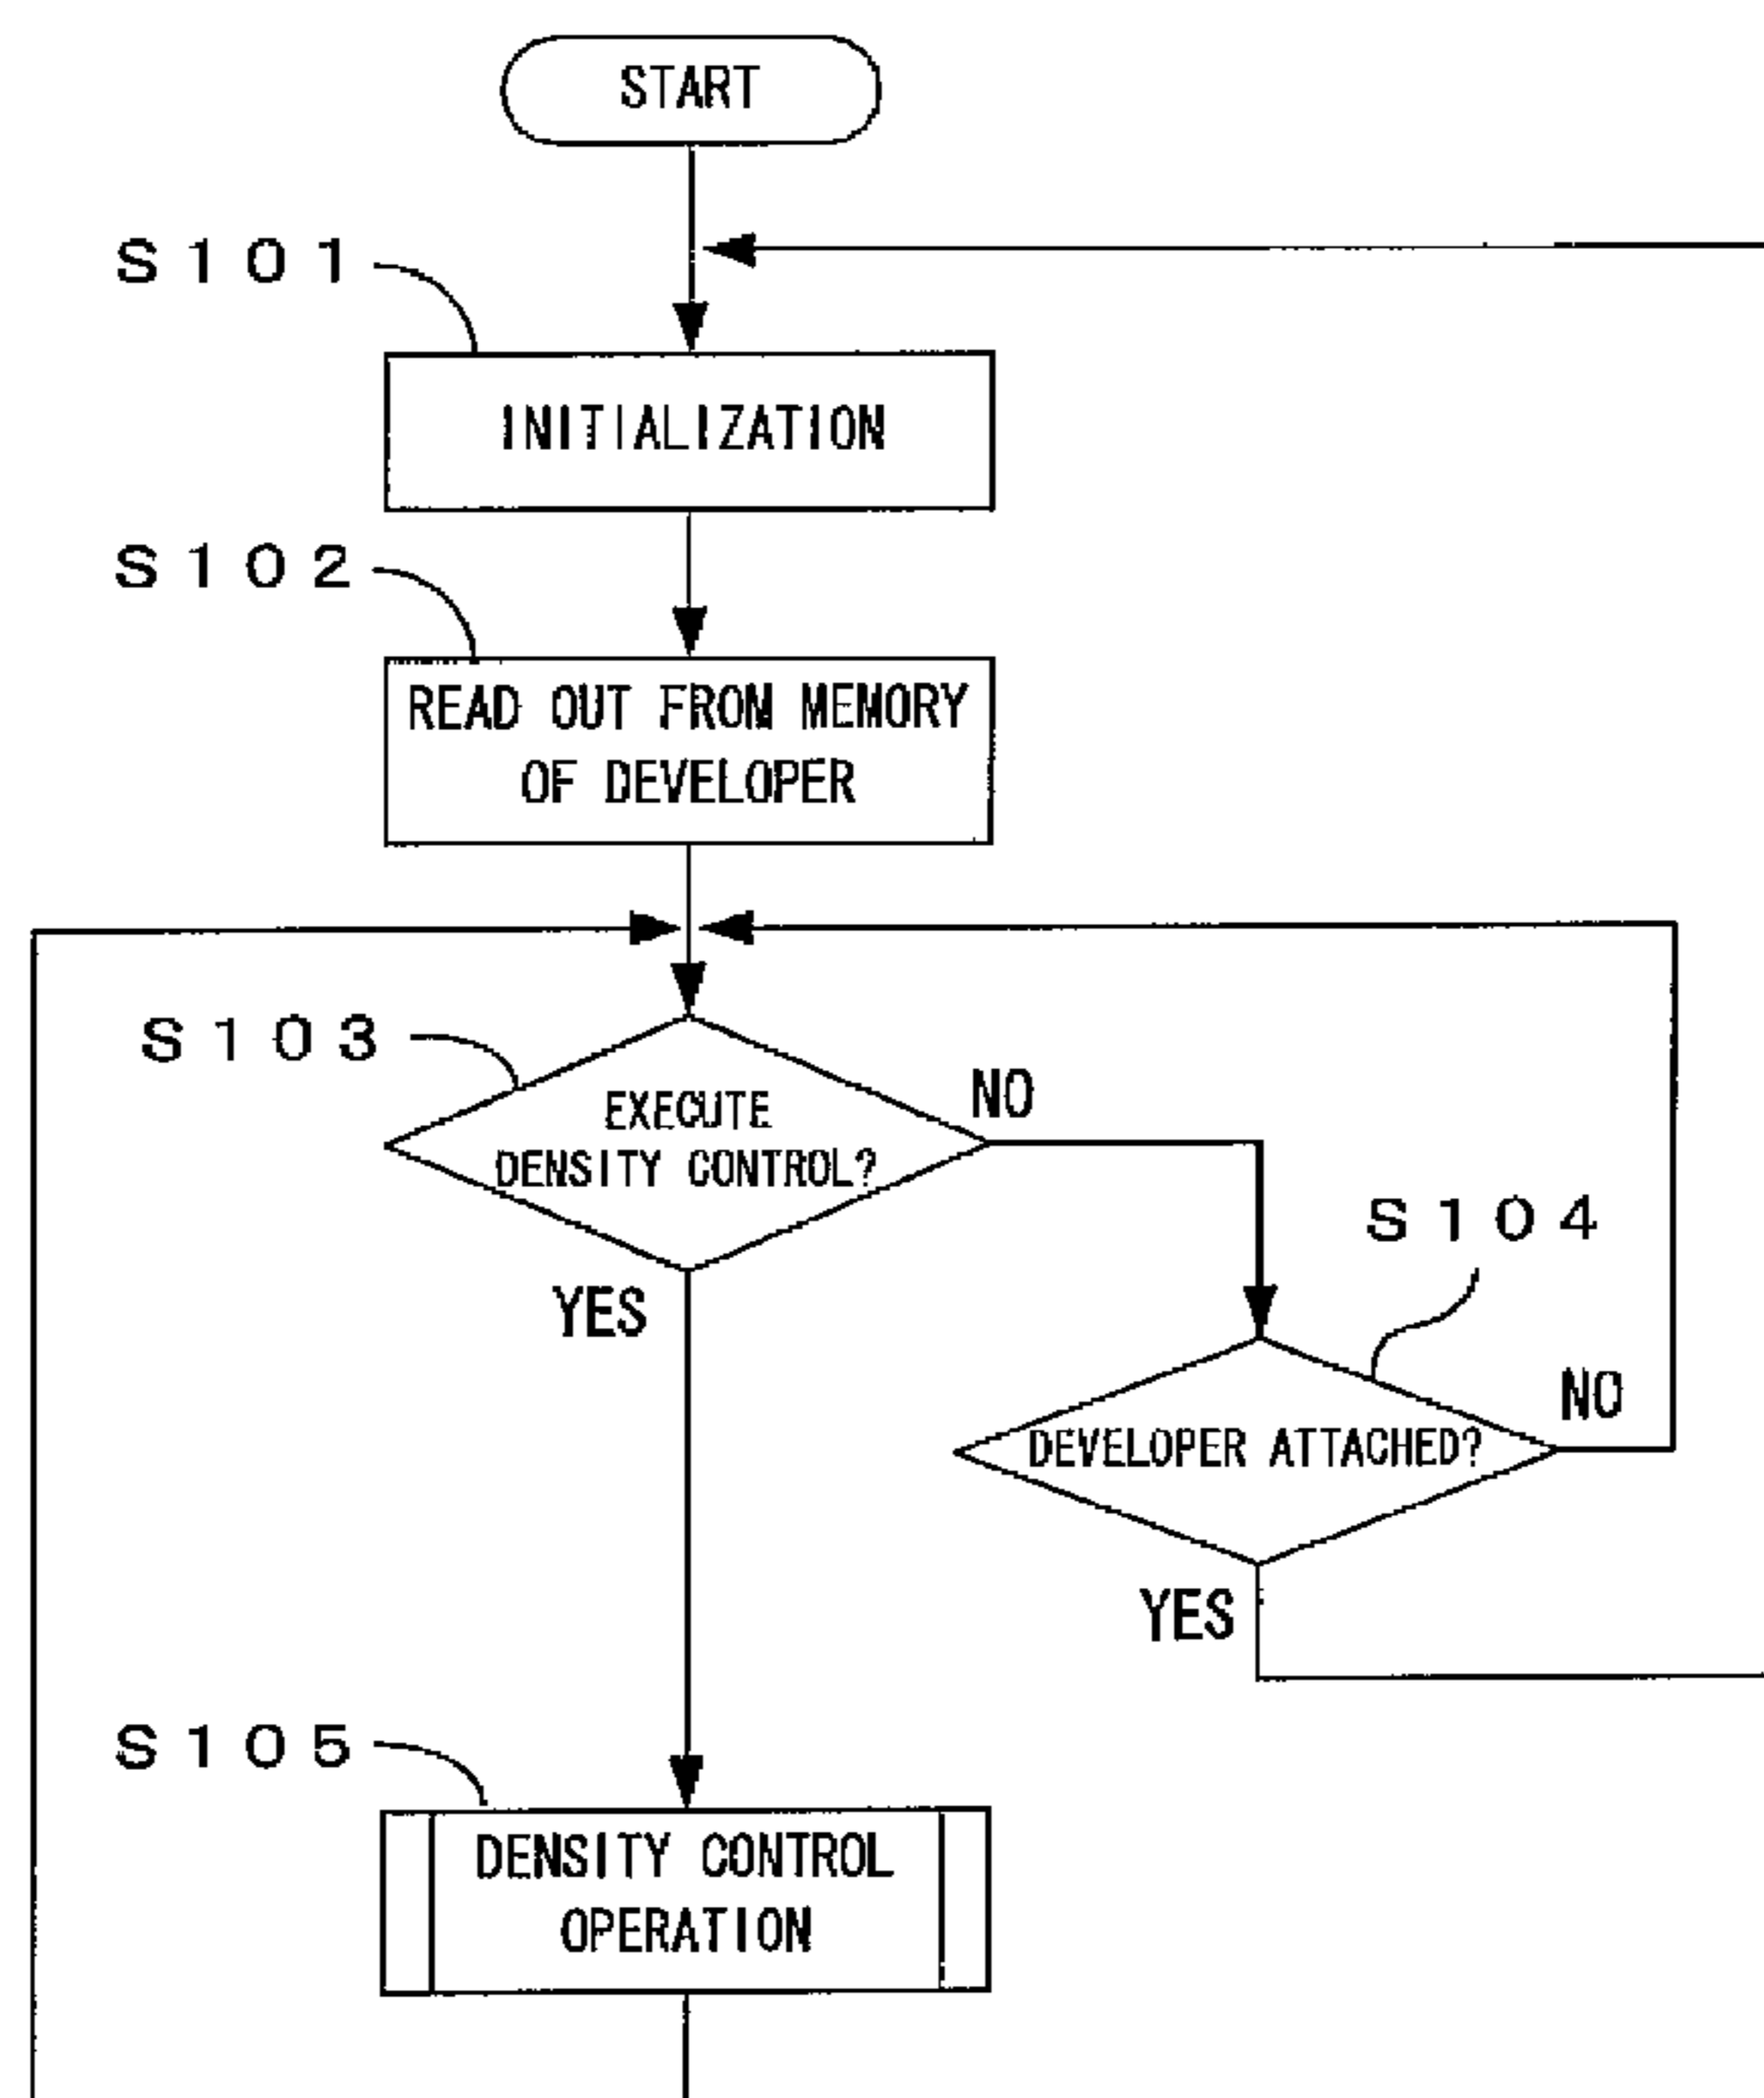 START
S101
INITIALIZATION
S102
READ OUT FROM MEMORY
OF DEVELOPER
S103
EXECUTE
DENSITY CONTROL?
NO
YES
S104
DEVELOPER ATTACHED?
NO
YES
S105
DENSITY CONTROL
OPERATION